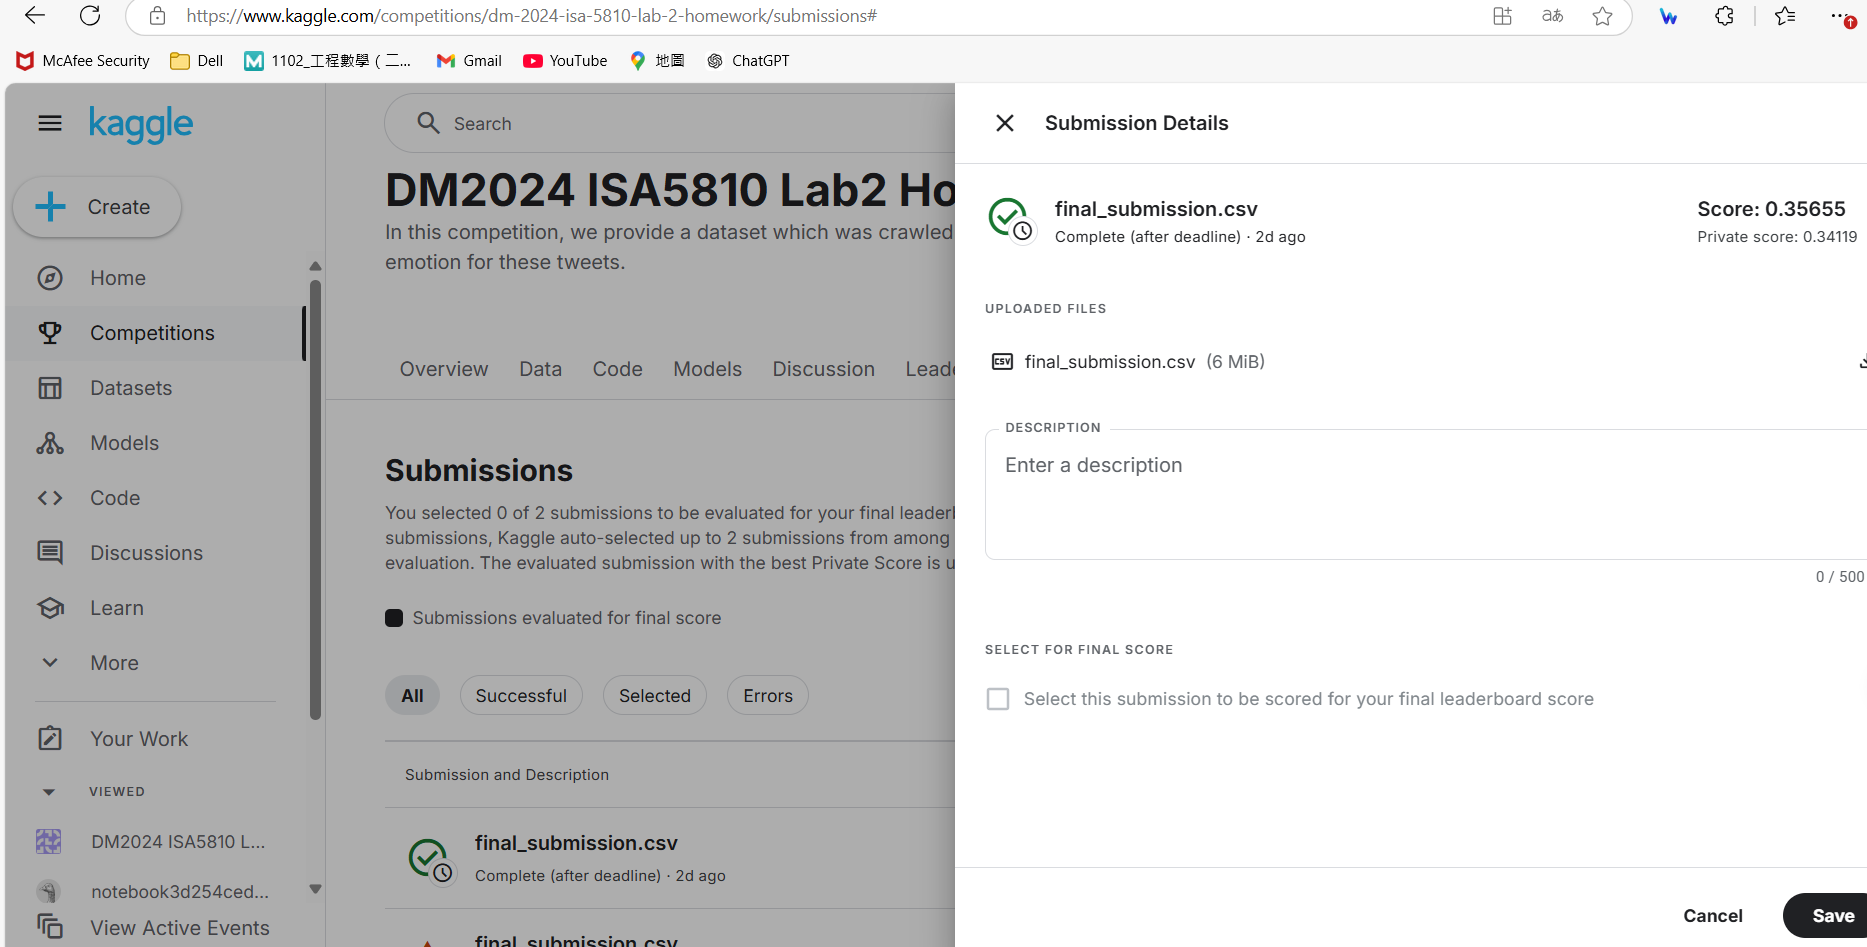 https://www.kaggle.com/competitions/dm-2024-isa-5810-lab-2-homework/submissions#
aあ
McAfee Security
Dell
1102_工程數學 ( 二...
Gmail
YouTube
地圖
ChatGPT
kaggle
Create
Home
Competitions
Datasets
Models
Code
Discussions
Learn
More
Your Work
VIEWED
DM2024 ISA5810 L...
notebook3d254ced...
View Active Events
Search
DM2024 ISA5810 Lab2 Ho
In this competition, we provide a dataset which was crawled
emotion for these tweets.
Overview Data Code Models Discussion Leade
Submissions
You selected 0 of 2 submissions to be evaluated for your final leaderb
submissions, Kaggle auto-selected up to 2 submissions from among
evaluation. The evaluated submission with the best Private Score is u
Submissions evaluated for final score
All Successful Selected Errors
Submission and Description
final_submission.csv
Complete (after deadline) · 2d ago
final_submission.csv
Submission Details
final_submission.csv
Complete (after deadline) · 2d ago
Score: 0.35655
Private score: 0.34119
UPLOADED FILES
CSV
final_submission.csv (6 MiB)
DESCRIPTION
Enter a description
0 / 500
SELECT FOR FINAL SCORE
Select this submission to be scored for your final leaderboard score
Cancel
Save